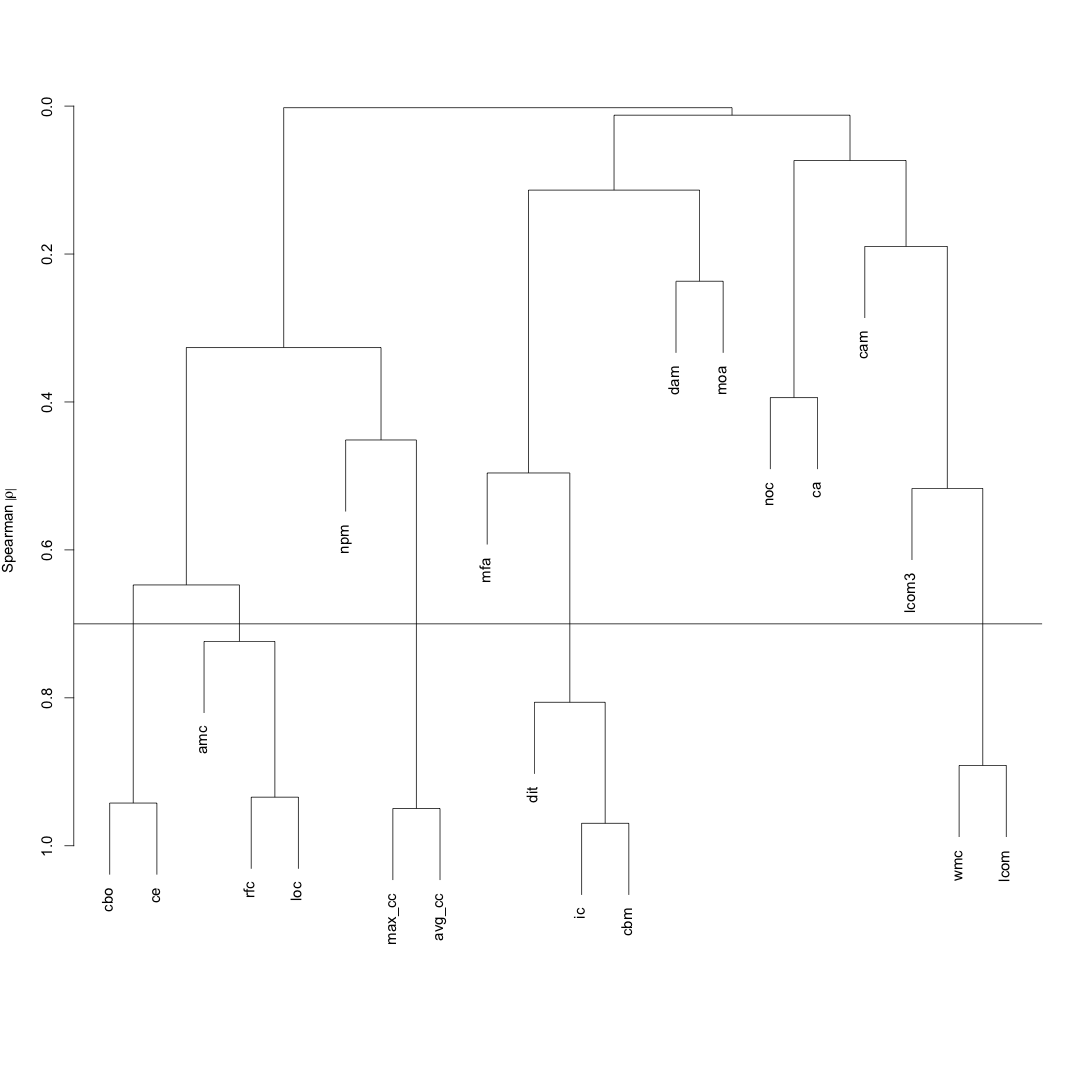 Spearman |ρ|
0.0
0.2
0.4
0.6
0.8
1.0
cbo
ce
amc
rfc
loc
npm
max_cc
avg_cc
mfa
dit
ic
cbm
dam
moa
noc
ca
cam
lcom3
wmc
lcom